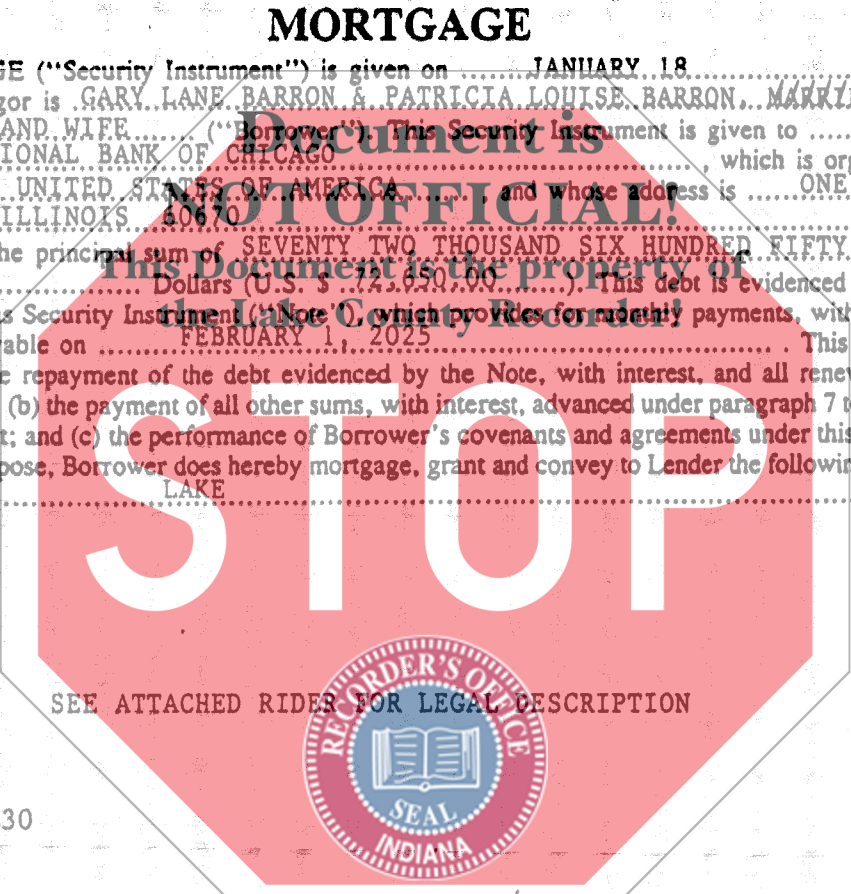 MORTGAGE
GE ("Security Instrument") is given on ....... JANUARY 18
gor is GARY LANE BARRON & PATRICIA LOUISE BARRON,
AND WIFE ...... ("Borrower"). This Security Instrument is given to .....
Document is
IONAL BANK OF CHICAGO , which is org
UNITED STATES OF AMERICA , and whose address is ...... ONE
NOT OFFICIAL!
ILLINOIS 60670
he principal sum of SEVENTY TWO THOUSAND SIX HUNDRED FIFTY
This Document is the property of
Dollars (U.S. $ 72,650.00 ). This debt is evidenced
the Lake County Recorder!
s Security Instrument ("Note"), which provides for monthly payments, with
able on FEBRUARY 1, 2025 This
e repayment of the debt evidenced by the Note, with interest, and all renew
(b) the payment of all other sums, with interest, advanced under paragraph 7 t
t; and (c) the performance of Borrower's covenants and agreements under this
pose, Borrower does hereby mortgage, grant and convey to Lender the followin
LAKE
STOP
SEE ATTACHED RIDER FOR LEGAL DESCRIPTION
RECORDER'S OFFICE
SEAL
INDIANA
30